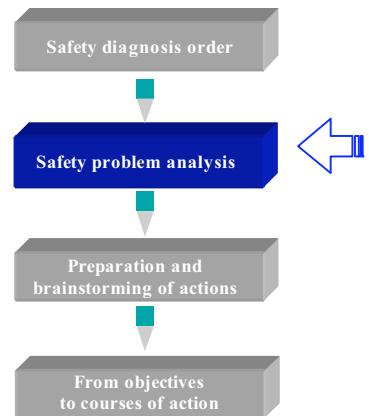 Safety diagnosis order
Safety problem analysis
Preparation and
brainstorming of actions
From objectives
to courses of action